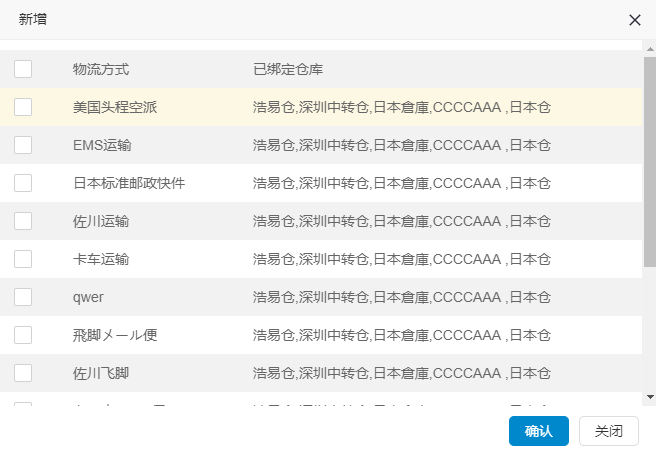 新增
物流方式 已绑定仓库
美国头程空派 浩易仓,深圳中转仓,日本倉庫,CCCCAAA ,日本仓
EMS运输 浩易仓,深圳中转仓,日本倉庫,CCCCAAA ,日本仓
日本标准邮政快件 浩易仓,深圳中转仓,日本倉庫,CCCCAAA ,日本仓
佐川运输 浩易仓,深圳中转仓,日本倉庫,CCCCAAA ,日本仓
卡车运输 浩易仓,深圳中转仓,日本倉庫,CCCCAAA ,日本仓
qwer 浩易仓,深圳中转仓,日本倉庫,CCCCAAA ,日本仓
飛脚メール便 浩易仓,深圳中转仓,日本倉庫,CCCCAAA ,日本仓
佐川飞脚 浩易仓,深圳中转仓,日本倉庫,CCCCAAA ,日本仓
确认 关闭